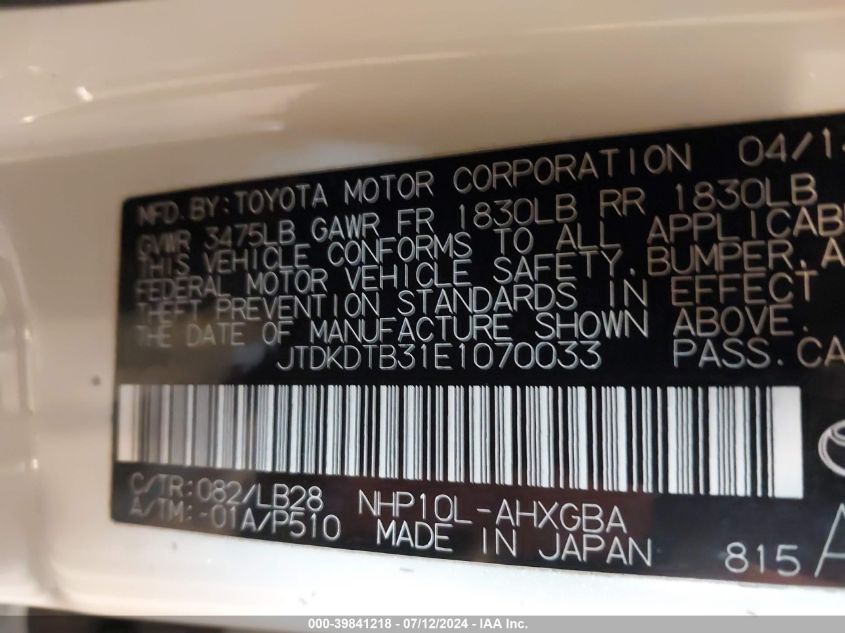 MFD. BY: TOYOTA MOTOR CORPORATION 04/1
GVWR 3475LB GAWR FR 1830LB RR 1830LB
THIS VEHICLE CONFORMS TO ALL APPLICAB
FEDERAL MOTOR VEHICLE SAFETY, BUMPER, A
THEFT PREVENTION STANDARDS IN EFFECT
THE DATE OF MANUFACTURE SHOWN ABOVE.
JTDKDTB31E1070033 PASS. CA
C/TR: 082/LB28 NHP10L-AHXGBA
A/TM: -01A/P510 MADE IN JAPAN 815
000-39841218 - 07/12/2024 - IAA Inc.